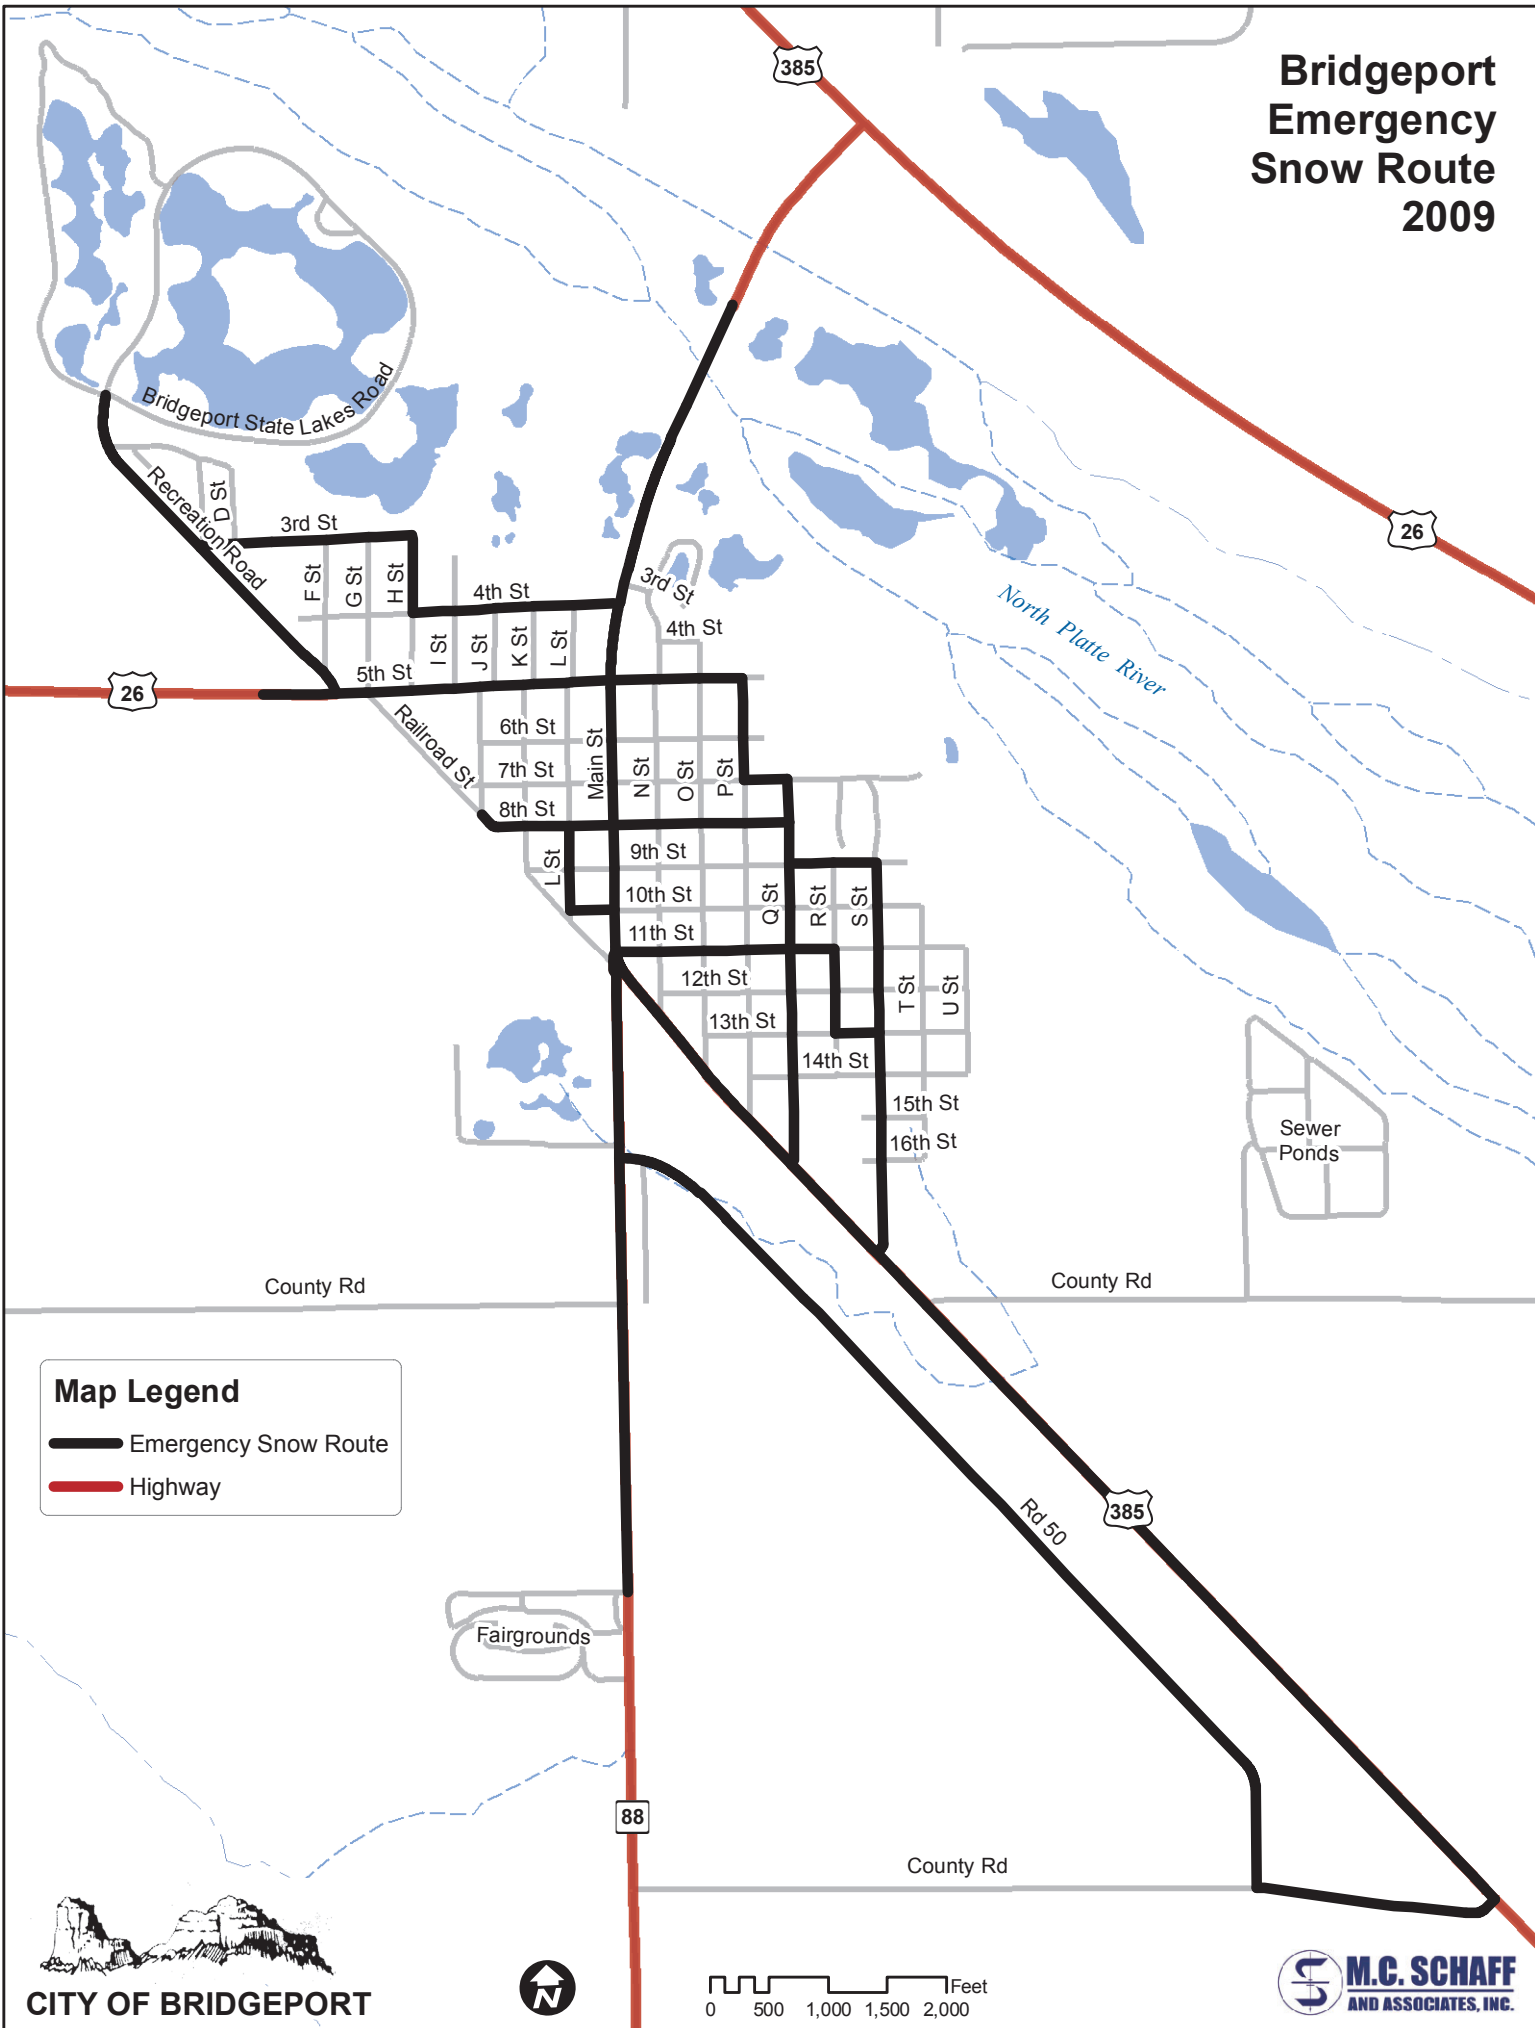 Bridgeport
Emergency
Snow Route
2009
385
26
Bridgeport State Lakes Road
Recreation Road
D St
3rd St
F St
G St
H St
4th St
3rd St
4th St
I St
J St
K St
L St
5th St
26
North Platte River
Railroad St
6th St
7th St
8th St
Main St
N St
O St
P St
L St
9th St
10th St
11th St
Q St
R St
S St
12th St
13th St
T St
U St
14th St
15th St
16th St
Sewer
Ponds
County Rd
County Rd
Map Legend
Emergency Snow Route
Highway
Rd 50
385
Fairgrounds
88
County Rd
CITY OF BRIDGEPORT
N
Feet
0 500 1,000 1,500 2,000
M.C. SCHAFF
AND ASSOCIATES, INC.